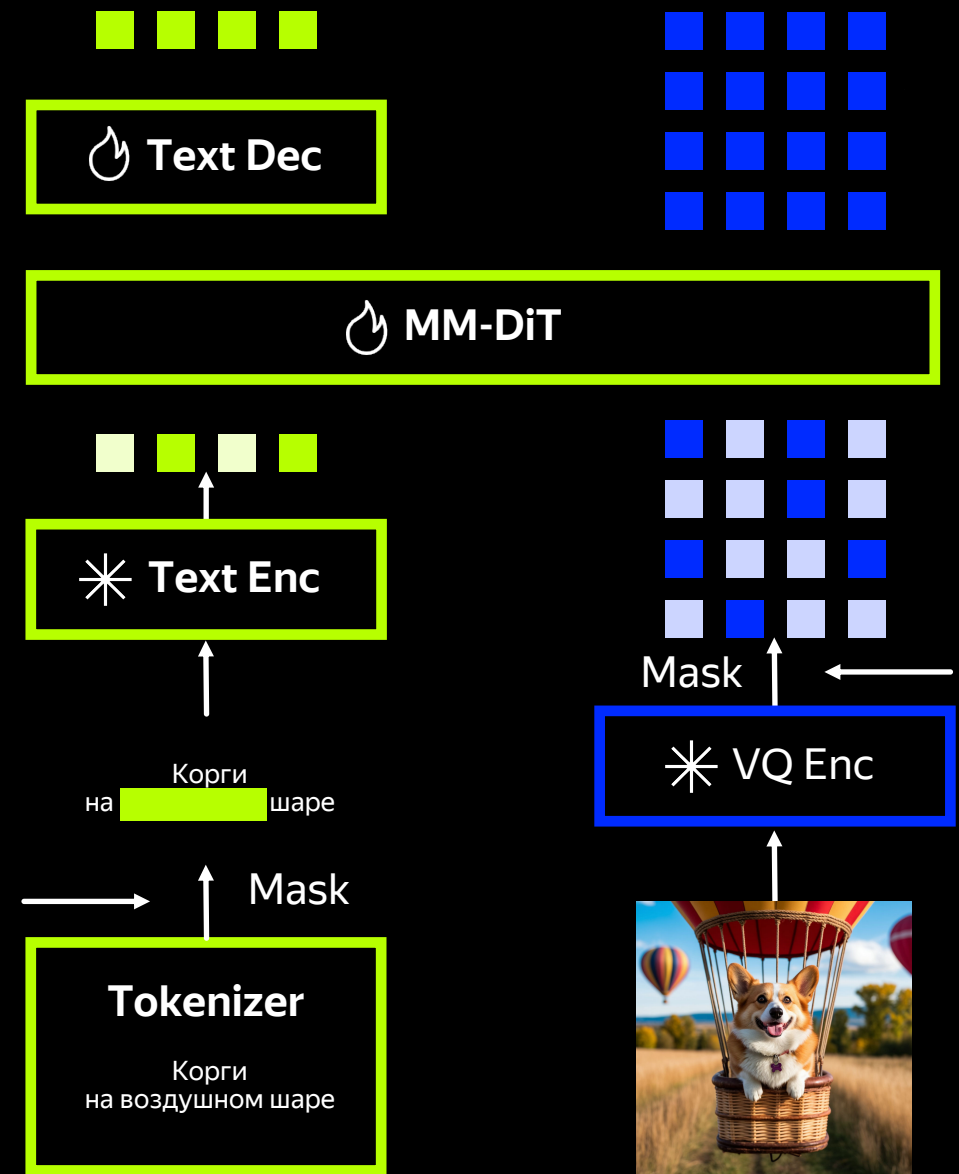 Text Dec
MM-DiT
Text Enc
Mask
VQ Enc
Корги
на шаре
Mask
Tokenizer
Корги
на воздушном шаре